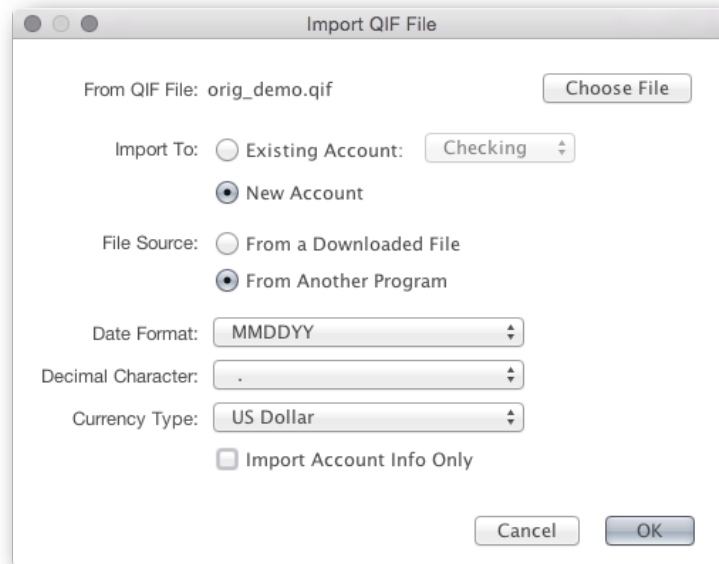 Import QIF File
From QIF File: orig_demo.qif Choose File
Import To: Existing Account: Checking
New Account
File Source: From a Downloaded File
From Another Program
Date Format: MMDDYY
Decimal Character: .
Currency Type: US Dollar
Import Account Info Only
Cancel OK